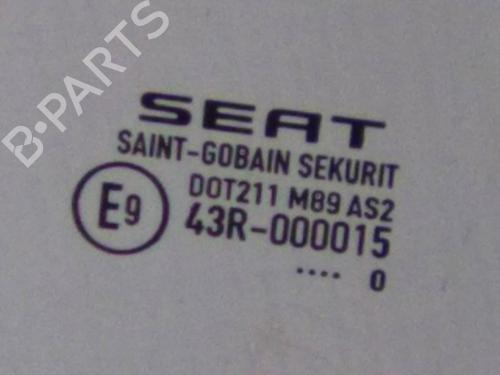 B-PARTS
SEAT
SAINT-GOBAIN SEKURIT
DOT211 M89 AS2
E9
43R-000015
.... 0